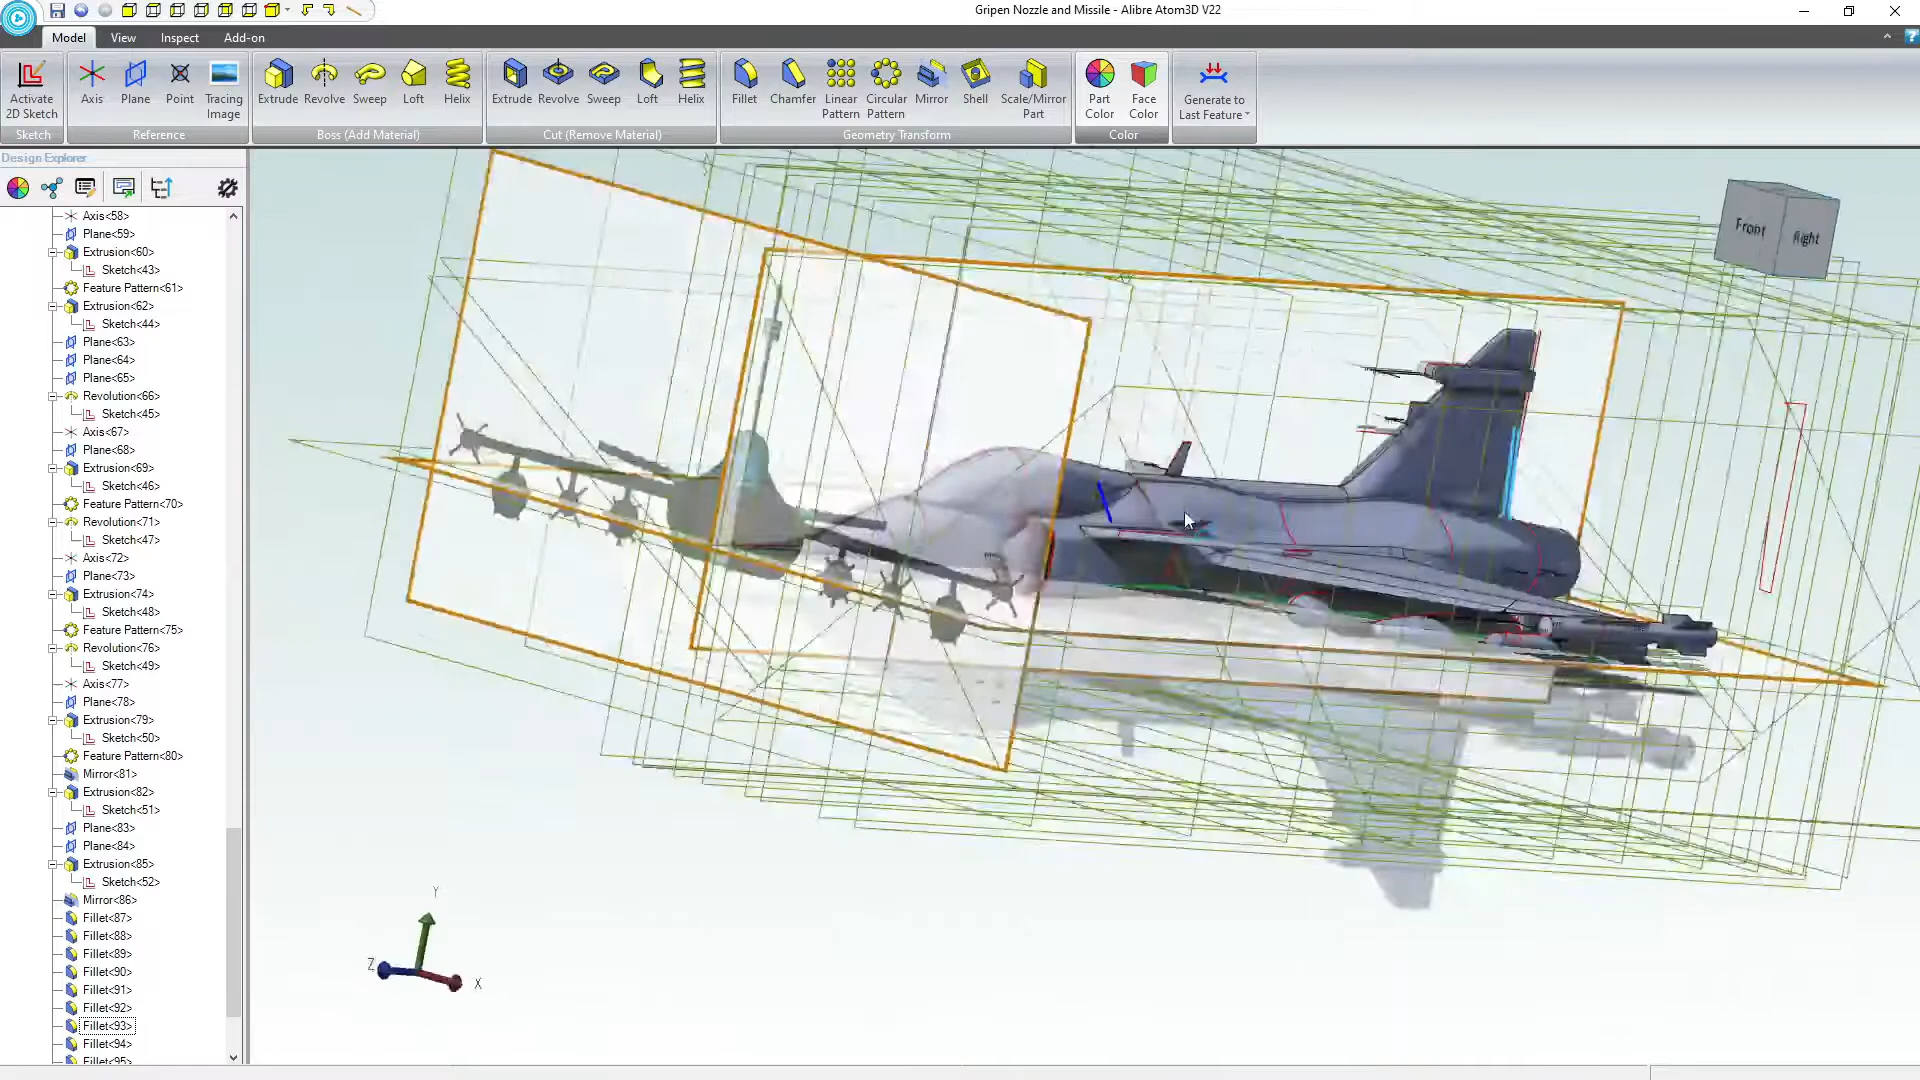 Gripen Nozzle and Missile - Alibre Atom3D V22
Model View Inspect Add-on
Activate 2D Sketch
Axis Plane Point Tracing Image
Extrude Revolve Sweep Loft Helix
Extrude Revolve Sweep Loft Helix
Fillet Chamfer Linear Pattern Circular Pattern Mirror Shell Scale/Mirror Part
Part Color Face Color
Generate to Last Feature
Sketch Reference Boss (Add Material) Cut (Remove Material) Geometry Transform Color
Design Explorer
Axis<58>
Plane<59>
Extrusion<60>
Sketch<43>
Feature Pattern<61>
Extrusion<62>
Sketch<44>
Plane<63>
Plane<64>
Plane<65>
Revolution<66>
Sketch<45>
Axis<67>
Plane<68>
Extrusion<69>
Sketch<46>
Feature Pattern<70>
Revolution<71>
Sketch<47>
Axis<72>
Plane<73>
Extrusion<74>
Sketch<48>
Feature Pattern<75>
Revolution<76>
Sketch<49>
Axis<77>
Plane<78>
Extrusion<79>
Sketch<50>
Feature Pattern<80>
Mirror<81>
Extrusion<82>
Sketch<51>
Plane<83>
Plane<84>
Extrusion<85>
Sketch<52>
Mirror<86>
Fillet<87>
Fillet<88>
Fillet<89>
Fillet<90>
Fillet<91>
Fillet<92>
Fillet<93>
Fillet<94>
Fillet<95>
Front Right
Y
Z
X